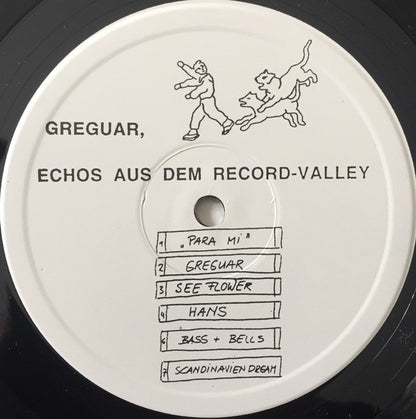 GREGUAR,
ECHOS AUS DEM RECORD-VALLEY
1 „PARA MI"
2 GREGUAR
3 SEE FLOWER
4 HANS
6 BASS + BELLS
7 SCANDINAVIEN DREAM